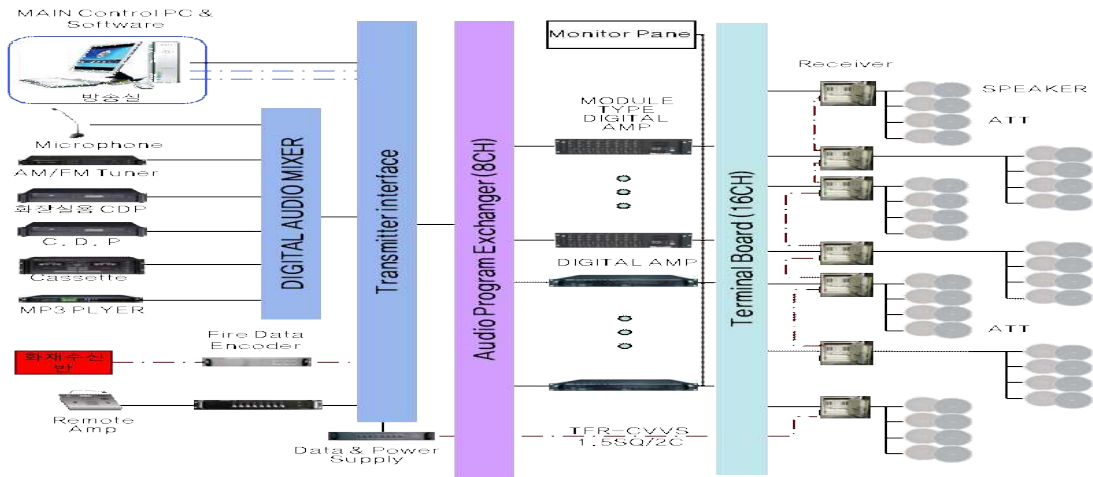 MAIN Control PC &
Software
방송실
Microphone
AM/FM Tuner
화장실용 CDP
C. D. P
Cassette
MP3 PLYER
DIGITAL AUDIO MIXER
화재수신
반
Fire Data
Encoder
Remote
Amp
Data & Power
Supply
Transmitter interface
Audio Program Exchanger (8CH)
Monitor Pane
MODULE
TYPE
DIGITAL
AMP
DIGITAL AMP
TFR-CVVS
1.5SQ/2C
Terminal Board (16CH)
Receiver
SPEAKER
ATT
ATT